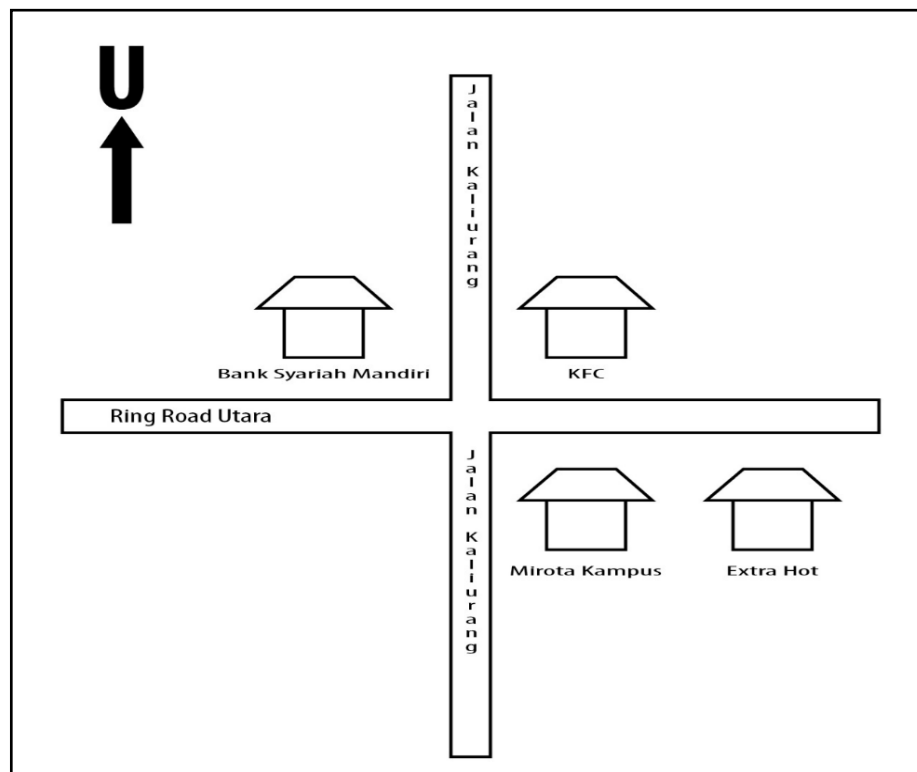 U
Jalan Kaliurang
Bank Syariah Mandiri
KFC
Ring Road Utara
Jalan Kaliurang
Mirota Kampus
Extra Hot